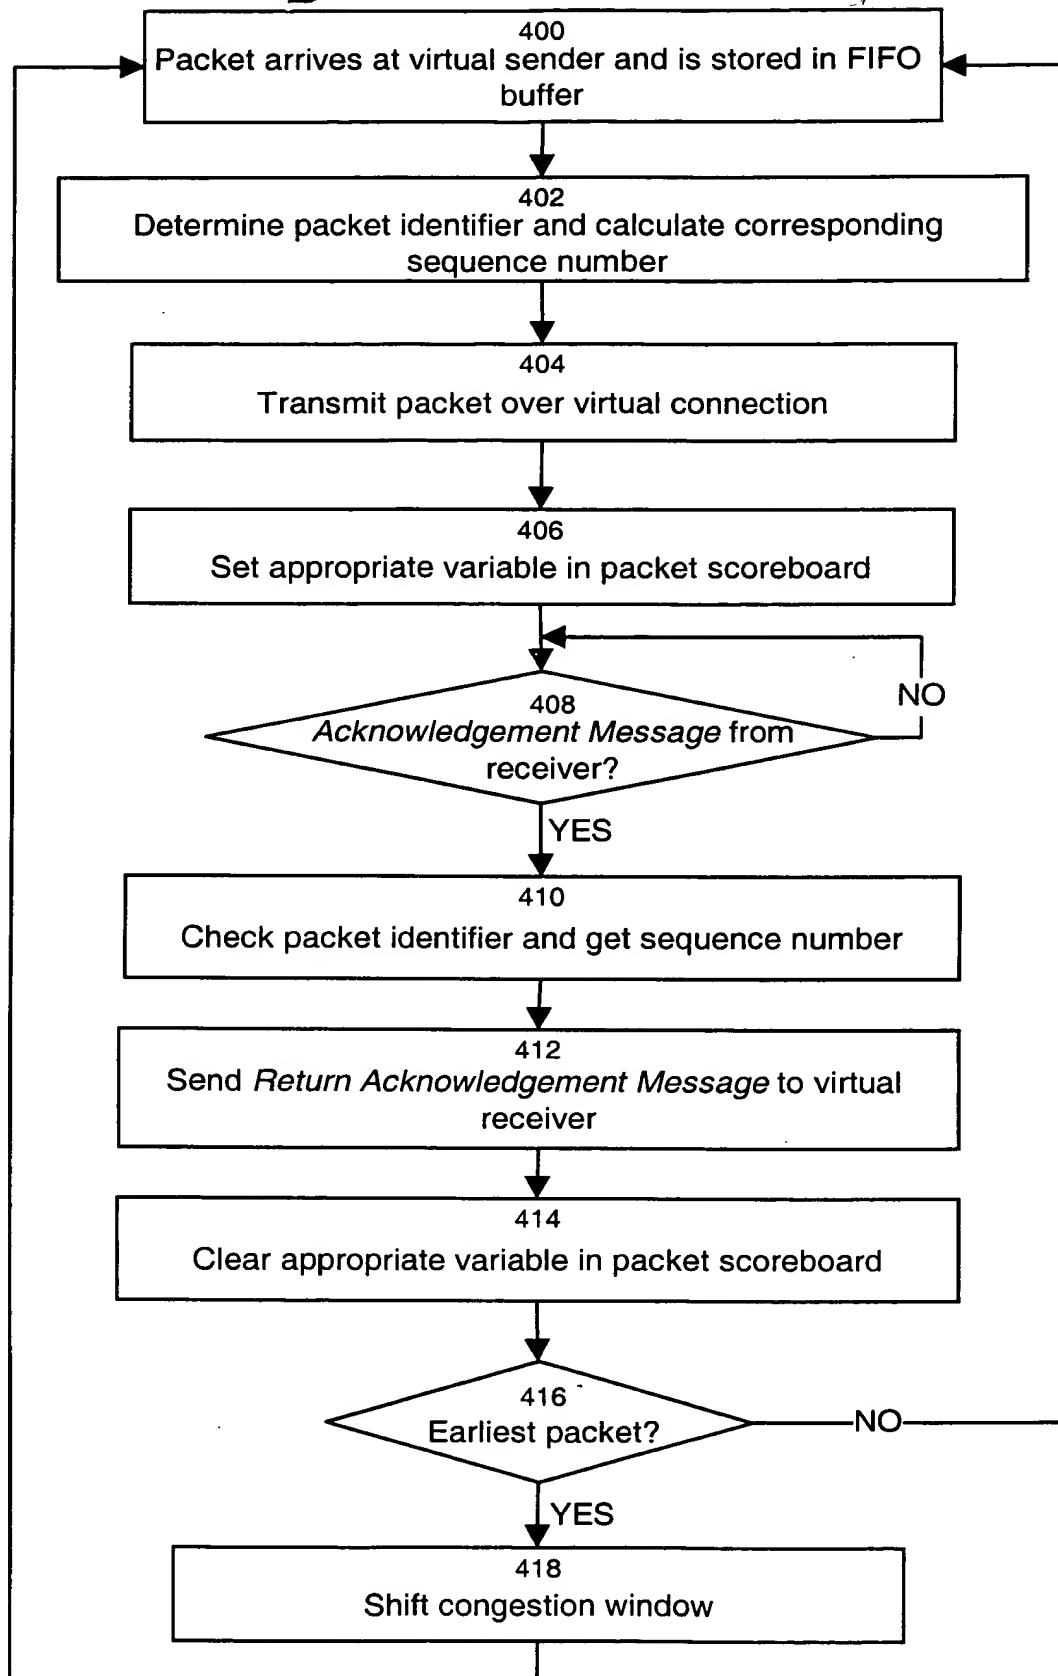 400
Packet arrives at virtual sender and is stored in FIFO
buffer
402
Determine packet identifier and calculate corresponding
sequence number
404
Transmit packet over virtual connection
406
Set appropriate variable in packet scoreboard
NO
408
Acknowledgement Message from
receiver?
YES
410
Check packet identifier and get sequence number
412
Send Return Acknowledgement Message to virtual
receiver
414
Clear appropriate variable in packet scoreboard
416
Earliest packet?
NO
YES
418
Shift congestion window